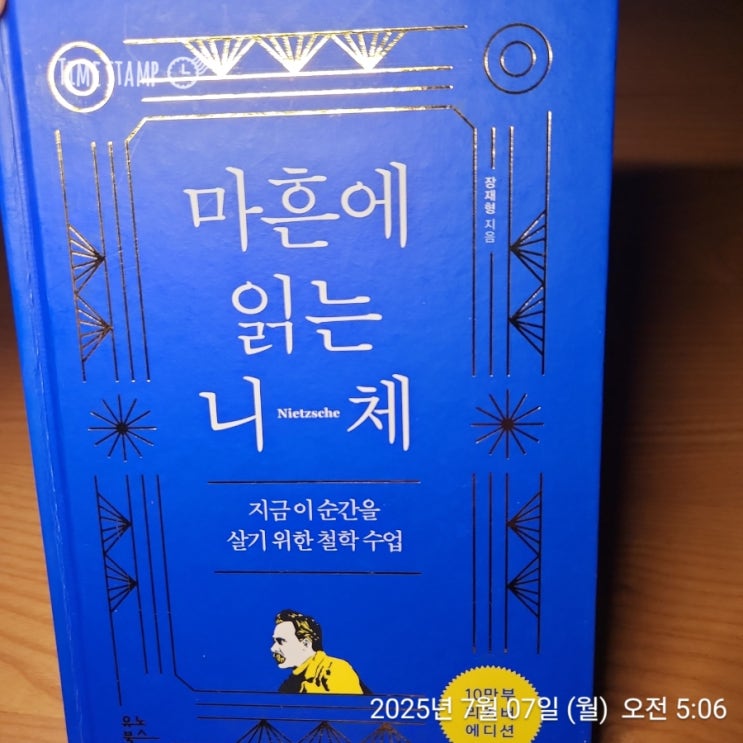 TIMESTAMP
마흔에
읽는
니체
Nietzsche
장재형 지음
지금 이 순간을
살기 위한 철학 수업
유노
북스
10만부
에디션
2025년 7월 07일 (월) 오전 5:06